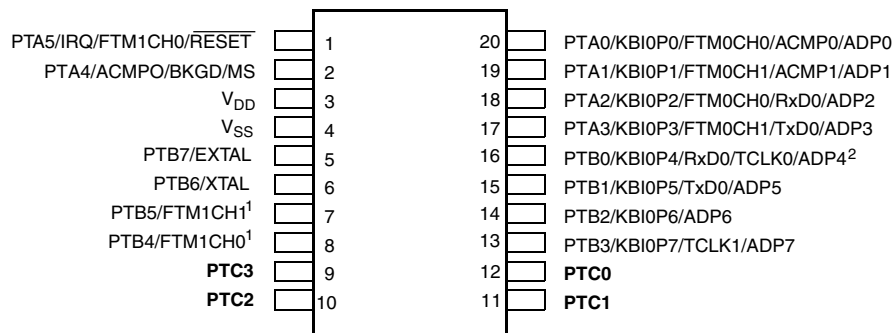 PTA5/IRQ/FTM1CH0/RESET 1 20 PTA0/KBI0P0/FTM0CH0/ACMP0/ADP0
PTA4/ACMPO/BKGD/MS 2 19 PTA1/KBI0P1/FTM0CH1/ACMP1/ADP1
VDD 3 18 PTA2/KBI0P2/FTM0CH0/RxD0/ADP2
VSS 4 17 PTA3/KBI0P3/FTM0CH1/TxD0/ADP3
PTB7/EXTAL 5 16 PTB0/KBI0P4/RxD0/TCLK0/ADP4²
PTB6/XTAL 6 15 PTB1/KBI0P5/TxD0/ADP5
PTB5/FTM1CH1¹ 7 14 PTB2/KBI0P6/ADP6
PTB4/FTM1CH0¹ 8 13 PTB3/KBI0P7/TCLK1/ADP7
PTC3 9 12 PTC0
PTC2 10 11 PTC1